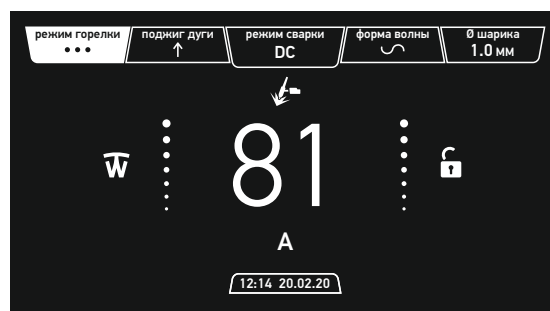 режим горелки
поджиг дуги
режим сварки
DC
форма волны
Ø шарика
1.0 мм
81
A
12:14 20.02.20